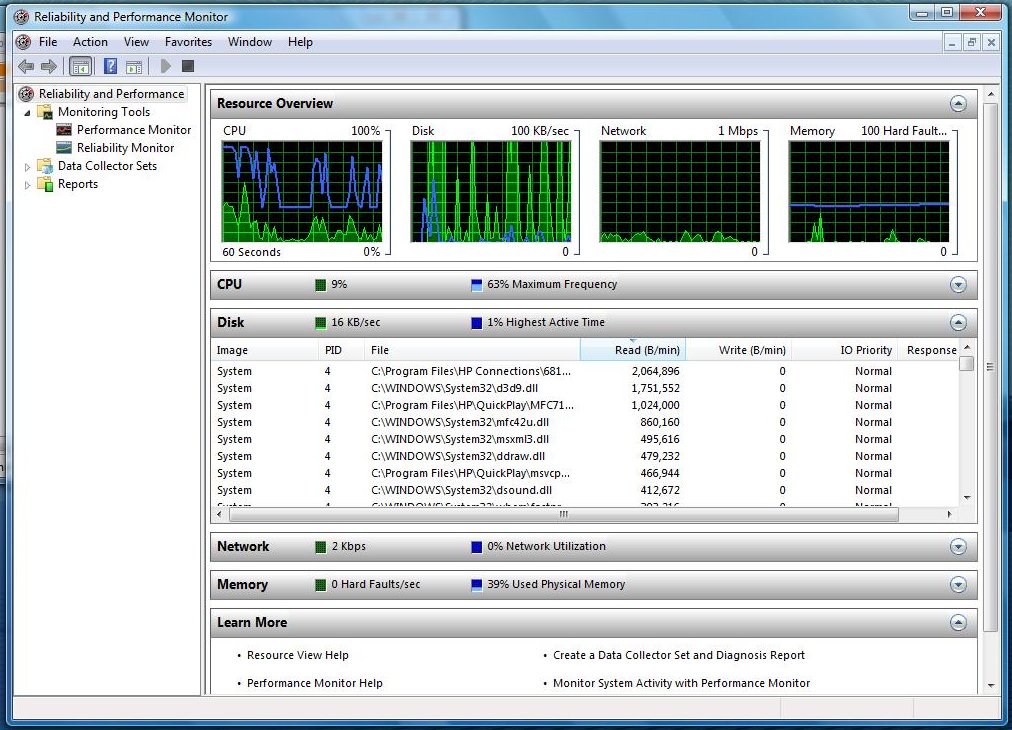 Reliability and Performance Monitor
File Action View Favorites Window Help
Reliability and Performance
Monitoring Tools
Performance Monitor
Reliability Monitor
Data Collector Sets
Reports
Resource Overview
CPU 100% Disk 100 KB/sec Network 1 Mbps Memory 100 Hard Fault...
60 Seconds 0% 0 0 0
CPU 9% 63% Maximum Frequency
Disk 16 KB/sec 1% Highest Active Time
Image PID File Read (B/min) Write (B/min) IO Priority Response
System 4 C:\Program Files\HP Connections\681... 2,064,896 0 Normal
System 4 C:\WINDOWS\System32\d3d9.dll 1,751,552 0 Normal
System 4 C:\Program Files\HP\QuickPlay\MFC71... 1,024,000 0 Normal
System 4 C:\WINDOWS\System32\mfc42u.dll 860,160 0 Normal
System 4 C:\WINDOWS\System32\msxml3.dll 495,616 0 Normal
System 4 C:\WINDOWS\System32\ddraw.dll 479,232 0 Normal
System 4 C:\Program Files\HP\QuickPlay\msvcp... 466,944 0 Normal
System 4 C:\WINDOWS\System32\dsound.dll 412,672 0 Normal
Network 2 Kbps 0% Network Utilization
Memory 0 Hard Faults/sec 39% Used Physical Memory
Learn More
• Resource View Help • Create a Data Collector Set and Diagnosis Report
• Performance Monitor Help • Monitor System Activity with Performance Monitor